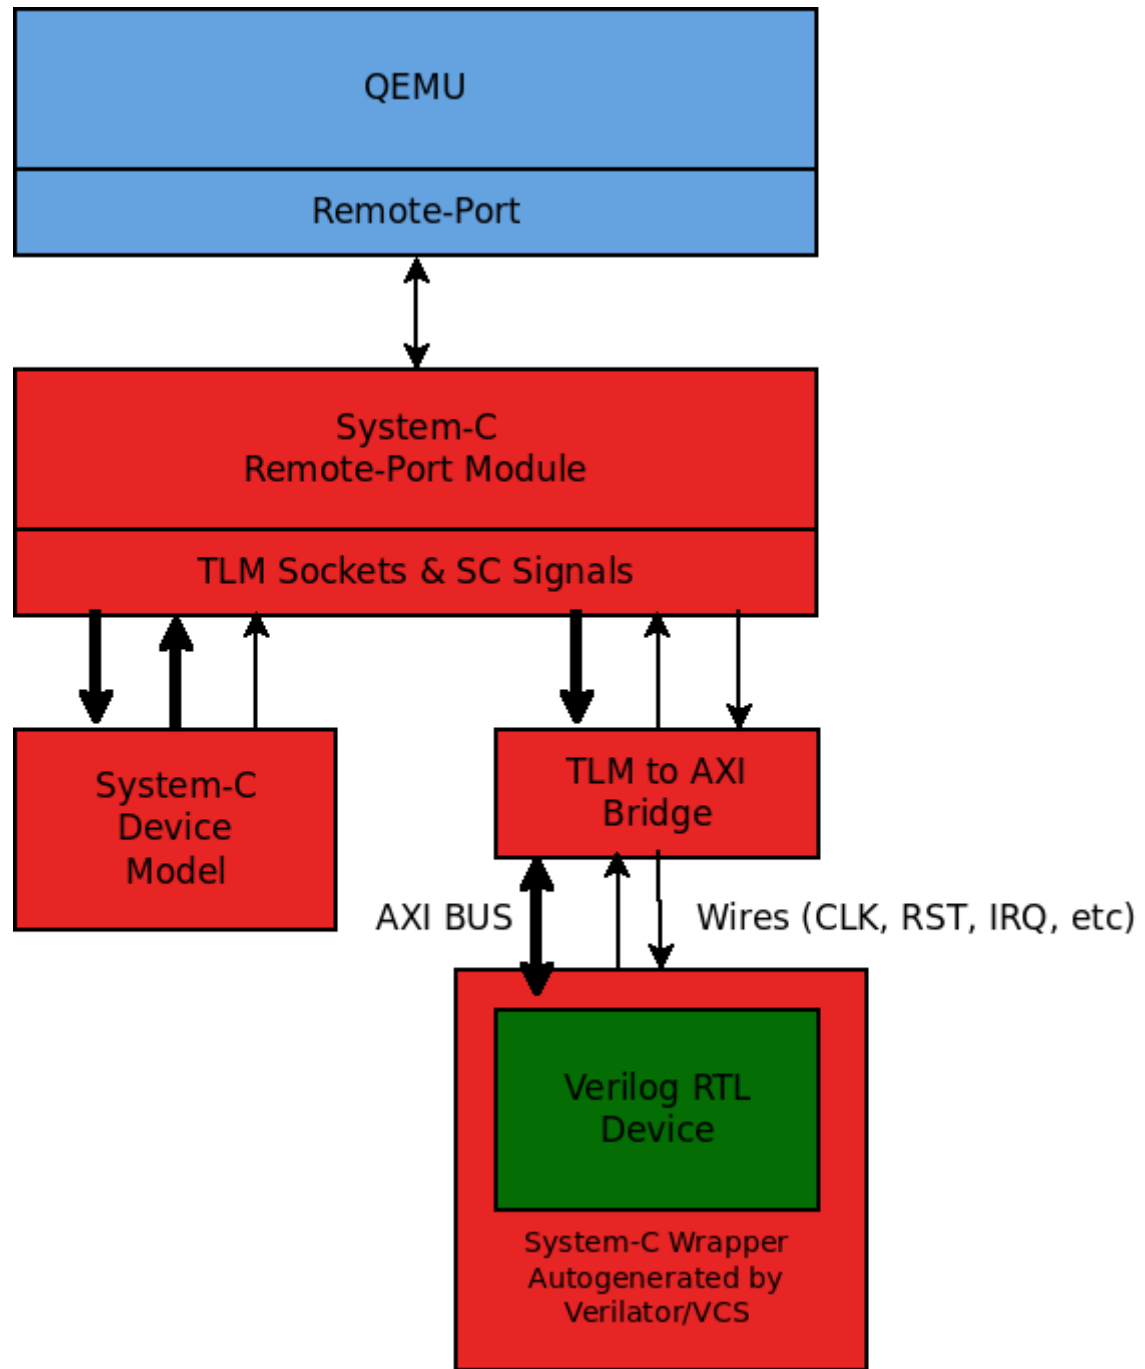 QEMU
Remote-Port
System-C
Remote-Port Module
TLM Sockets & SC Signals
System-C
Device
Model
TLM to AXI
Bridge
AXI BUS
Wires (CLK, RST, IRQ, etc)
Verilog RTL
Device
System-C Wrapper
Autogenerated by
Verilator/VCS